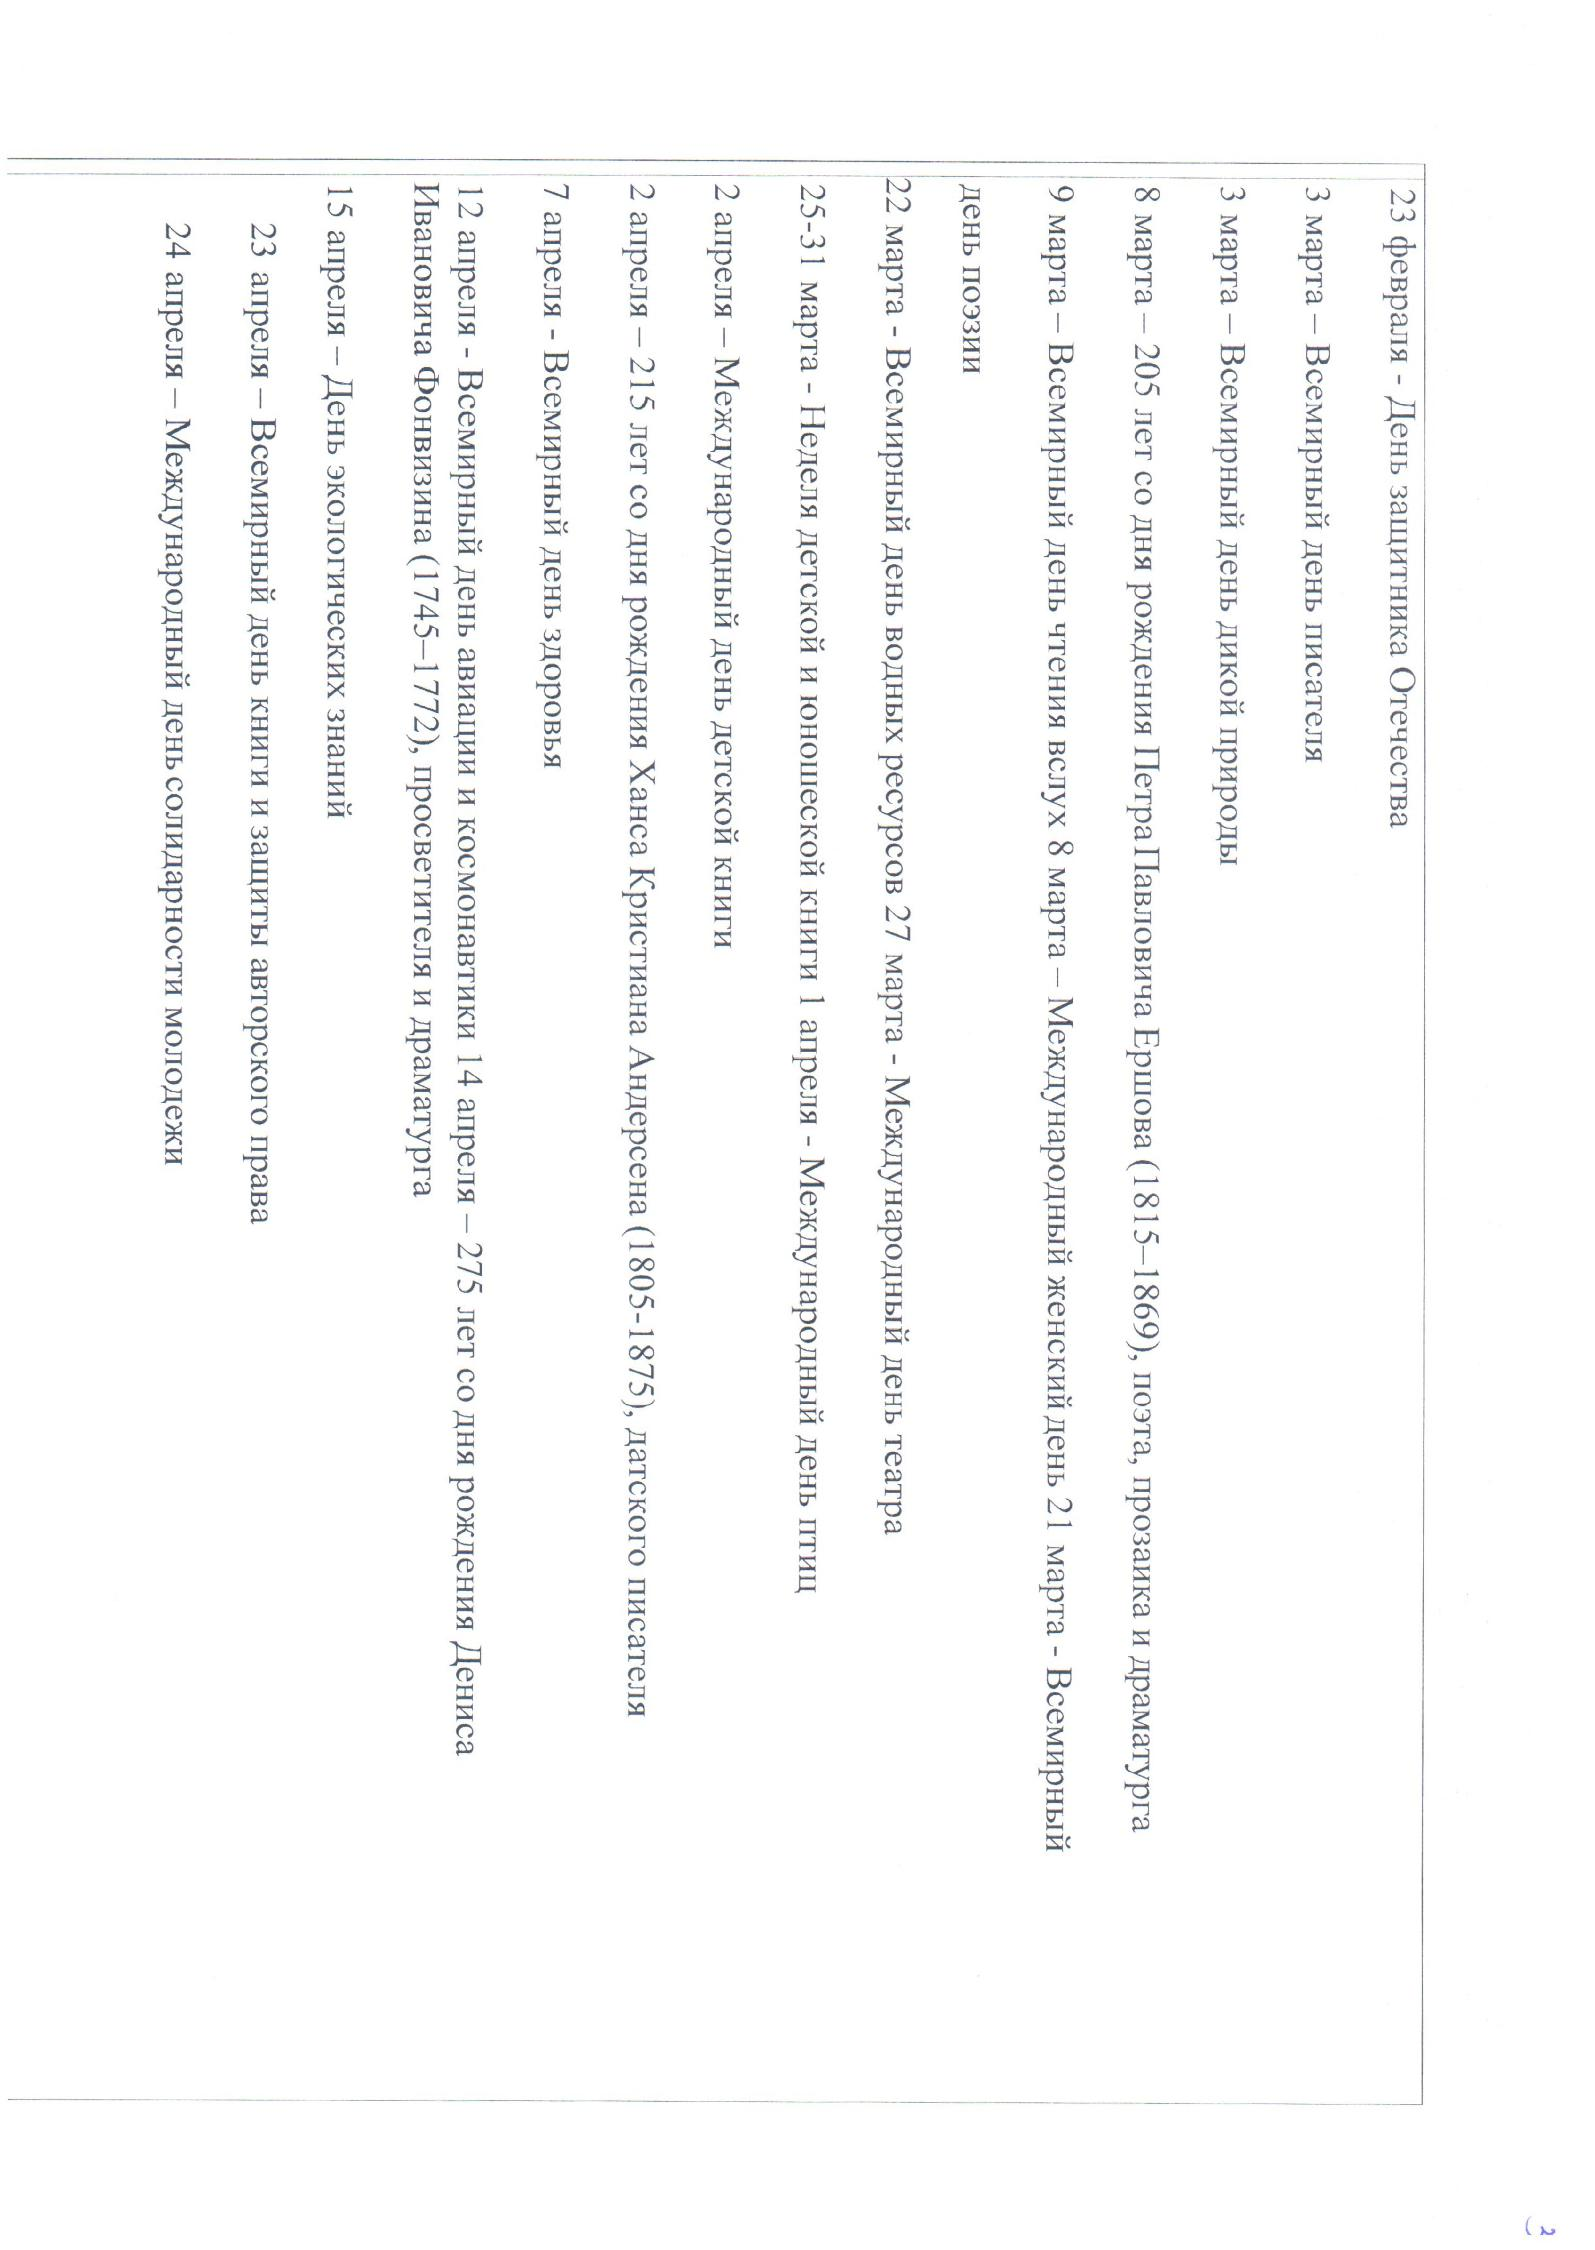 2)
23 февраля - День защитника Отечества
3 марта – Всемирный день писателя
3 марта – Всемирный день дикой природы
8 марта – 205 лет со дня рождения Петра Павловича Ершова (1815–1869), поэта, прозаика и драматурга
9 марта – Всемирный день чтения вслух 8 марта – Международный женский день 21 марта - Всемирный
день поэзии
22 марта - Всемирный день водных ресурсов 27 марта - Международный день театра
25-31 марта - Неделя детской и юношеской книги 1 апреля - Международный день птиц
2 апреля – Международный день детской книги
2 апреля – 215 лет со дня рождения Ханса Кристиана Андерсена (1805-1875), датского писателя
7 апреля - Всемирный день здоровья
12 апреля - Всемирный день авиации и космонавтики 14 апреля – 275 лет со дня рождения Дениса
Ивановича Фонвизина (1745–1772), просветителя и драматурга
15 апреля – День экологических знаний
23 апреля – Всемирный день книги и защиты авторского права
24 апреля – Международный день солидарности молодежи